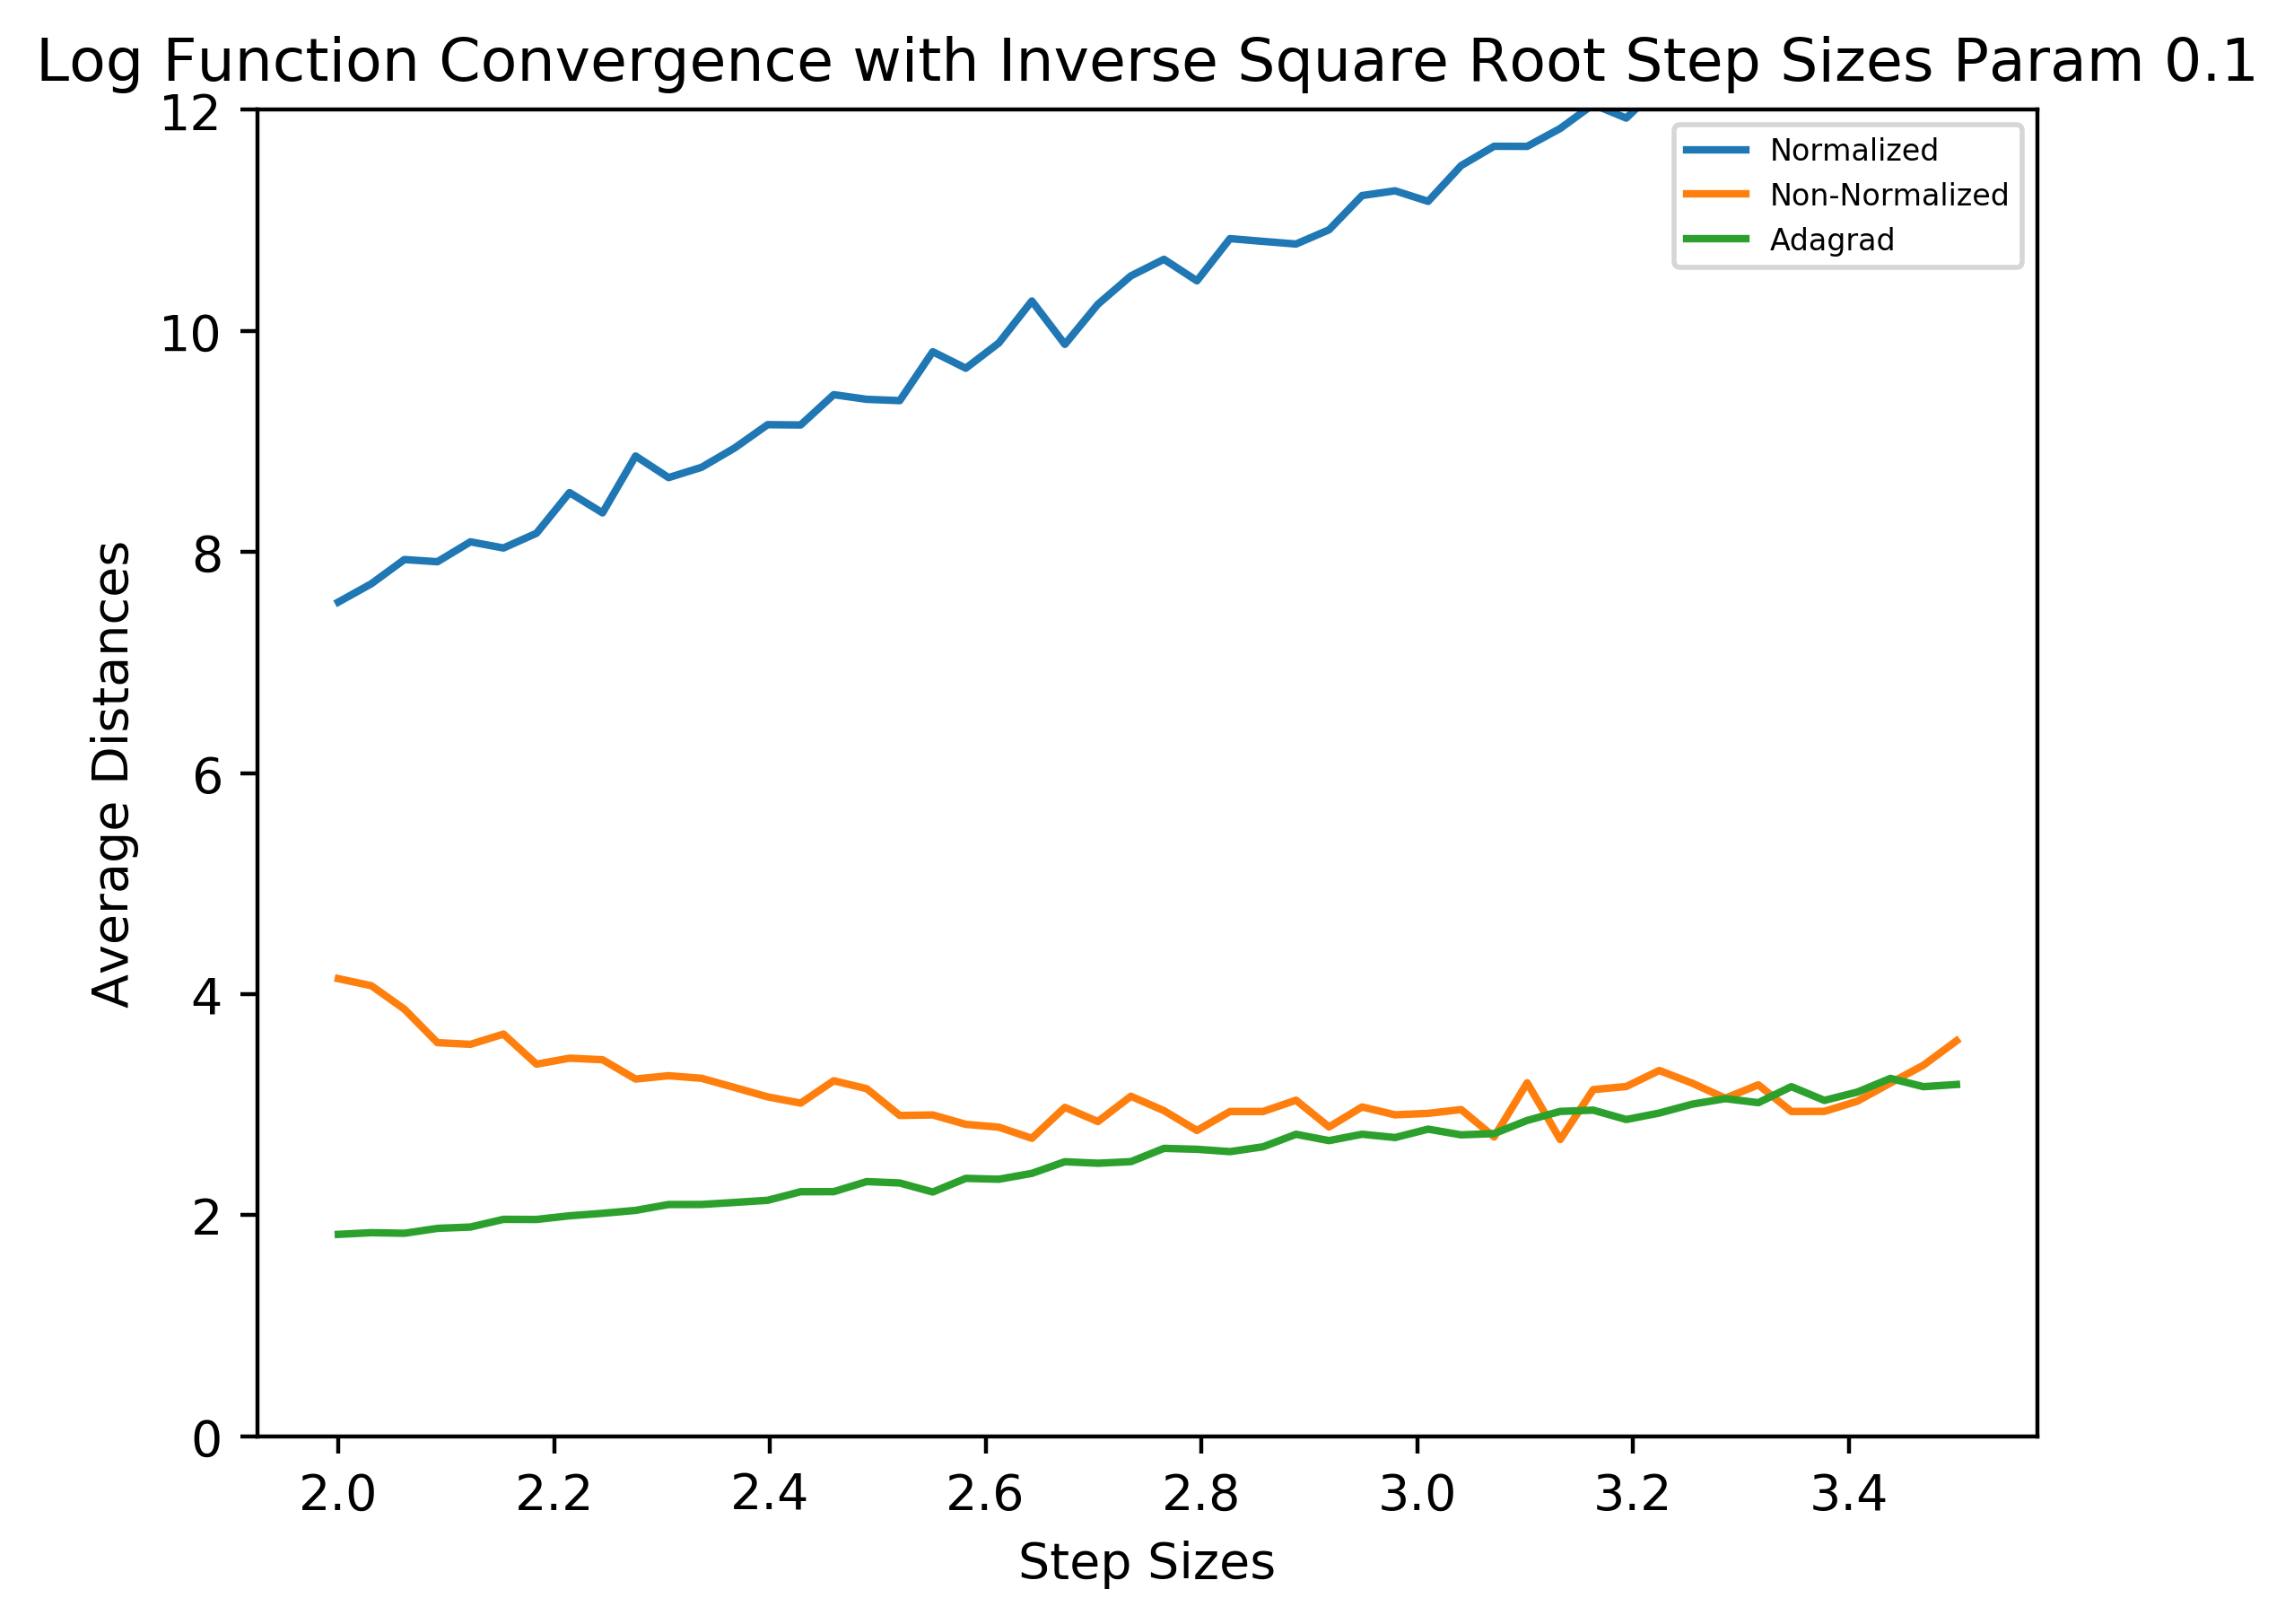 Log Function Convergence with Inverse Square Root Step Sizes Param 0.1
12
10
8
6
4
2
0
Average Distances
Normalized
Non-Normalized
Adagrad
2.0 2.2 2.4 2.6 2.8 3.0 3.2 3.4
Step Sizes